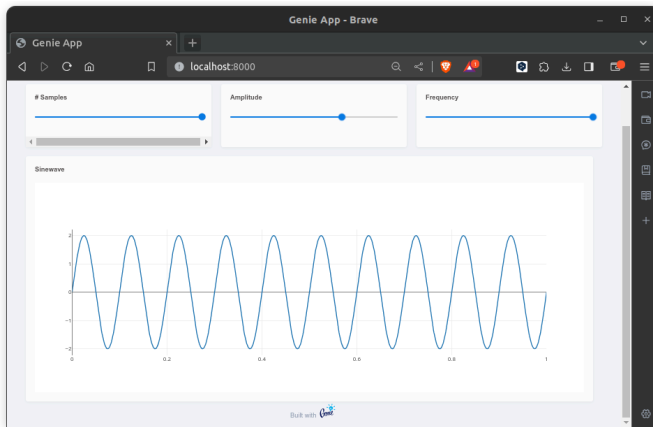 Genie App - Brave
Genie App
localhost:8000
# Samples
Amplitude
Frequency
Sinewave
2
1
0
−1
−2
0
0.2
0.4
0.6
0.8
1
Built with Genie